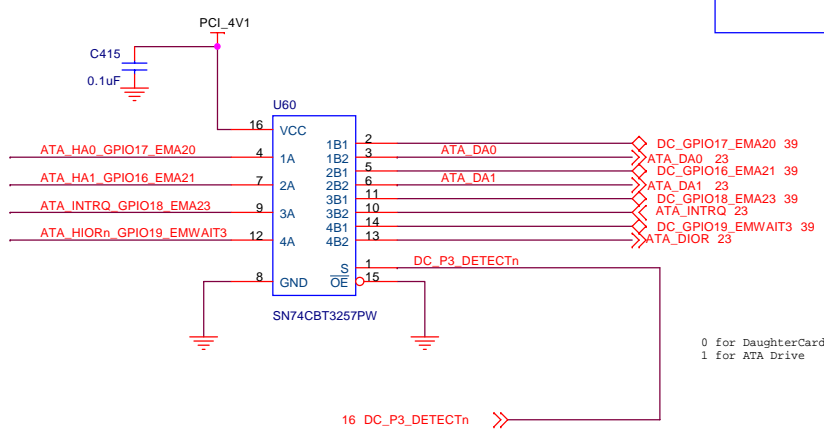 PCI_4V1
C415
0.1uF
U60
16 VCC 1B1 2 DC_GPIO17_EMA20 39
ATA_HA0_GPIO17_EMA20 4 1A 1B2 3 ATA_DA0 ATA_DA0 23
2B1 5 DC_GPIO16_EMA21 39
ATA_HA1_GPIO16_EMA21 7 2A 2B2 6 ATA_DA1 ATA_DA1 23
3B1 11 DC_GPIO18_EMA23 39
ATA_INTRQ_GPIO18_EMA23 9 3A 3B2 10 ATA_INTRQ 23
4B1 14 DC_GPIO19_EMWAIT3 39
ATA_HIORn_GPIO19_EMWAIT3 12 4A 4B2 13 ATA_DIOR 23
S 1 DC_P3_DETECTn
8 GND OE 15
SN74CBT3257PW
0 for DaughterCard
1 for ATA Drive
16 DC_P3_DETECTn